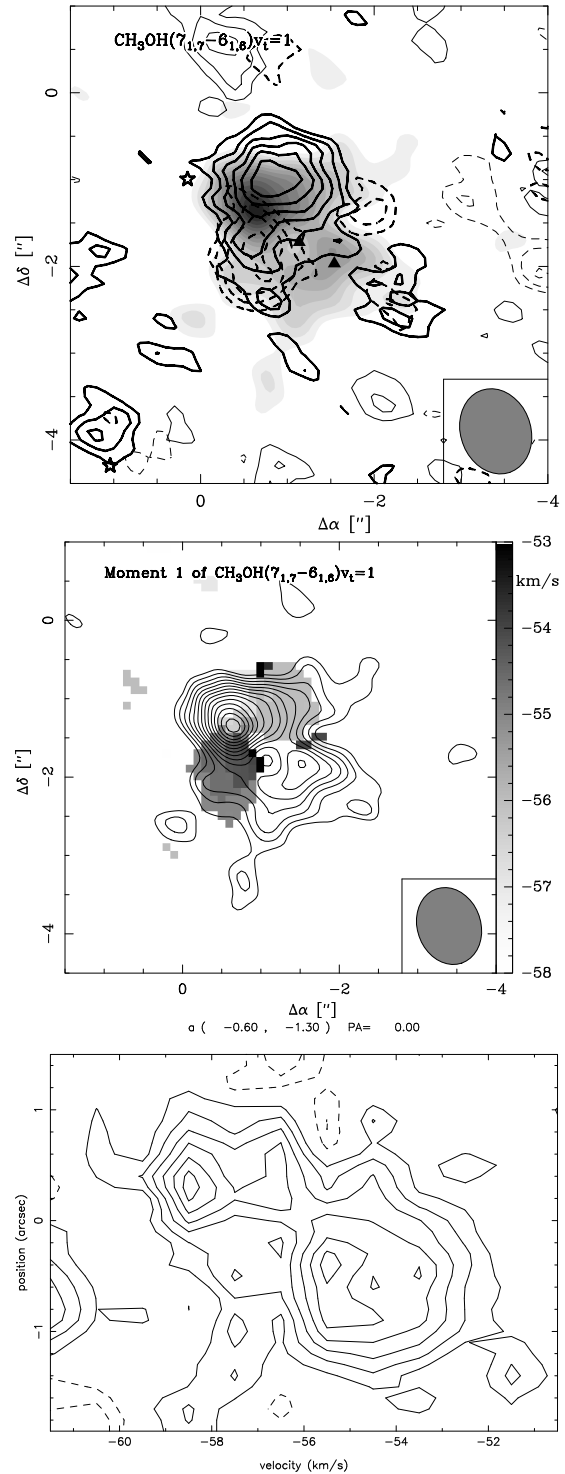 CH₃OH(7₁,₇−6₁,₆)vₜ=1
0
−2
−4
Δδ ["]
0
−2
−4
Δα ["]
Moment 1 of CH₃OH(7₁,₇−6₁,₆)vₜ=1
−53
km/s
−54
−55
−56
−57
−58
0
−2
−4
Δδ ["]
0
−2
−4
Δα ["]
a ( −0.60 , −1.30 ) PA= 0.00
1
0
−1
position (arcsec)
−60
−58
−56
−54
−52
velocity (km/s)